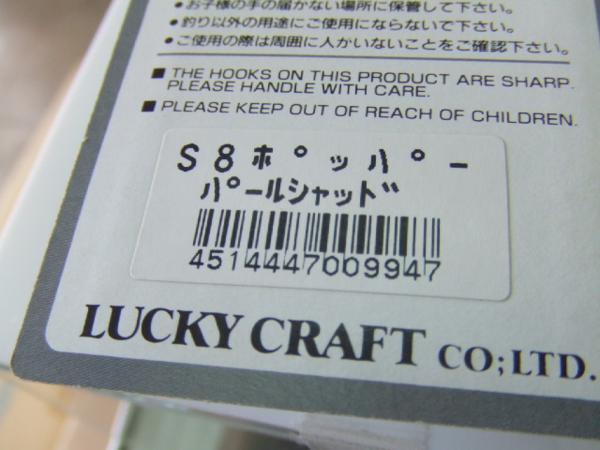 ●お子様の手の届かない場所に保管して下さい。
●釣り以外の用途にご使用にならないで下さい。
●ご使用の際は周囲に人がいないことをご確認下さい。
■ THE HOOKS ON THIS PRODUCT ARE SHARP.
PLEASE HANDLE WITH CARE.
■ PLEASE KEEP OUT OF REACH OF CHILDREN.
S8ポッパー
パールシャッド
4514447009947
LUCKY CRAFT CO;LTD.